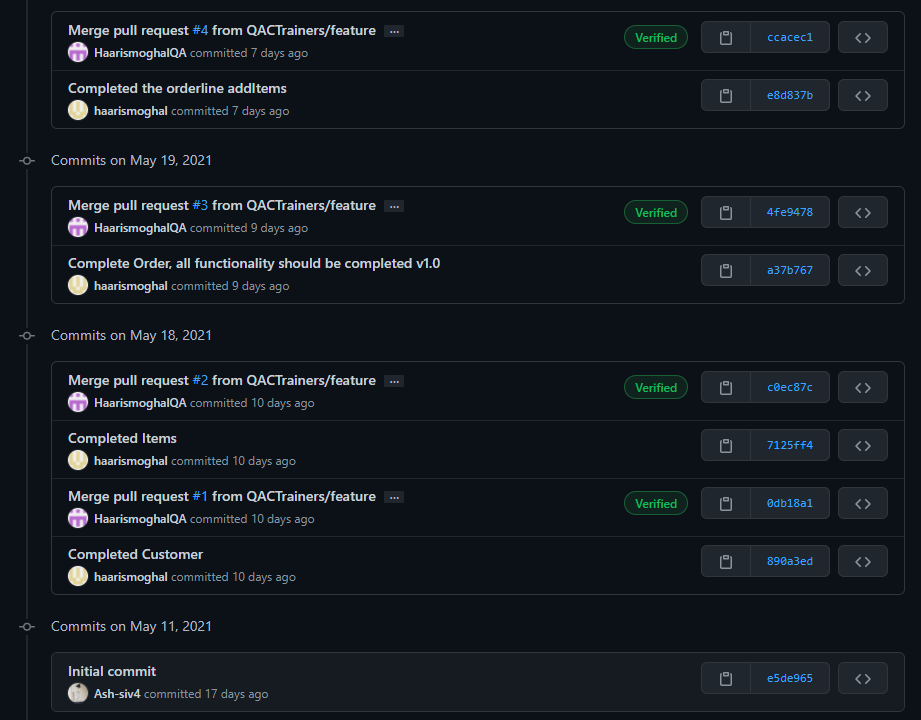 Merge pull request #4 from QACTrainers/feature ...
Verified
ccacec1
HaarismoghalQA committed 7 days ago
Completed the orderline addItems
e8d837b
haarismoghal committed 7 days ago
Commits on May 19, 2021
Merge pull request #3 from QACTrainers/feature ...
Verified
4fe9478
HaarismoghalQA committed 9 days ago
Complete Order, all functionality should be completed v1.0
a37b767
haarismoghal committed 9 days ago
Commits on May 18, 2021
Merge pull request #2 from QACTrainers/feature ...
Verified
c0ec87c
HaarismoghalQA committed 10 days ago
Completed Items
7125ff4
haarismoghal committed 10 days ago
Merge pull request #1 from QACTrainers/feature ...
Verified
0db18a1
HaarismoghalQA committed 10 days ago
Completed Customer
890a3ed
haarismoghal committed 10 days ago
Commits on May 11, 2021
Initial commit
e5de965
Ash-siv4 committed 17 days ago